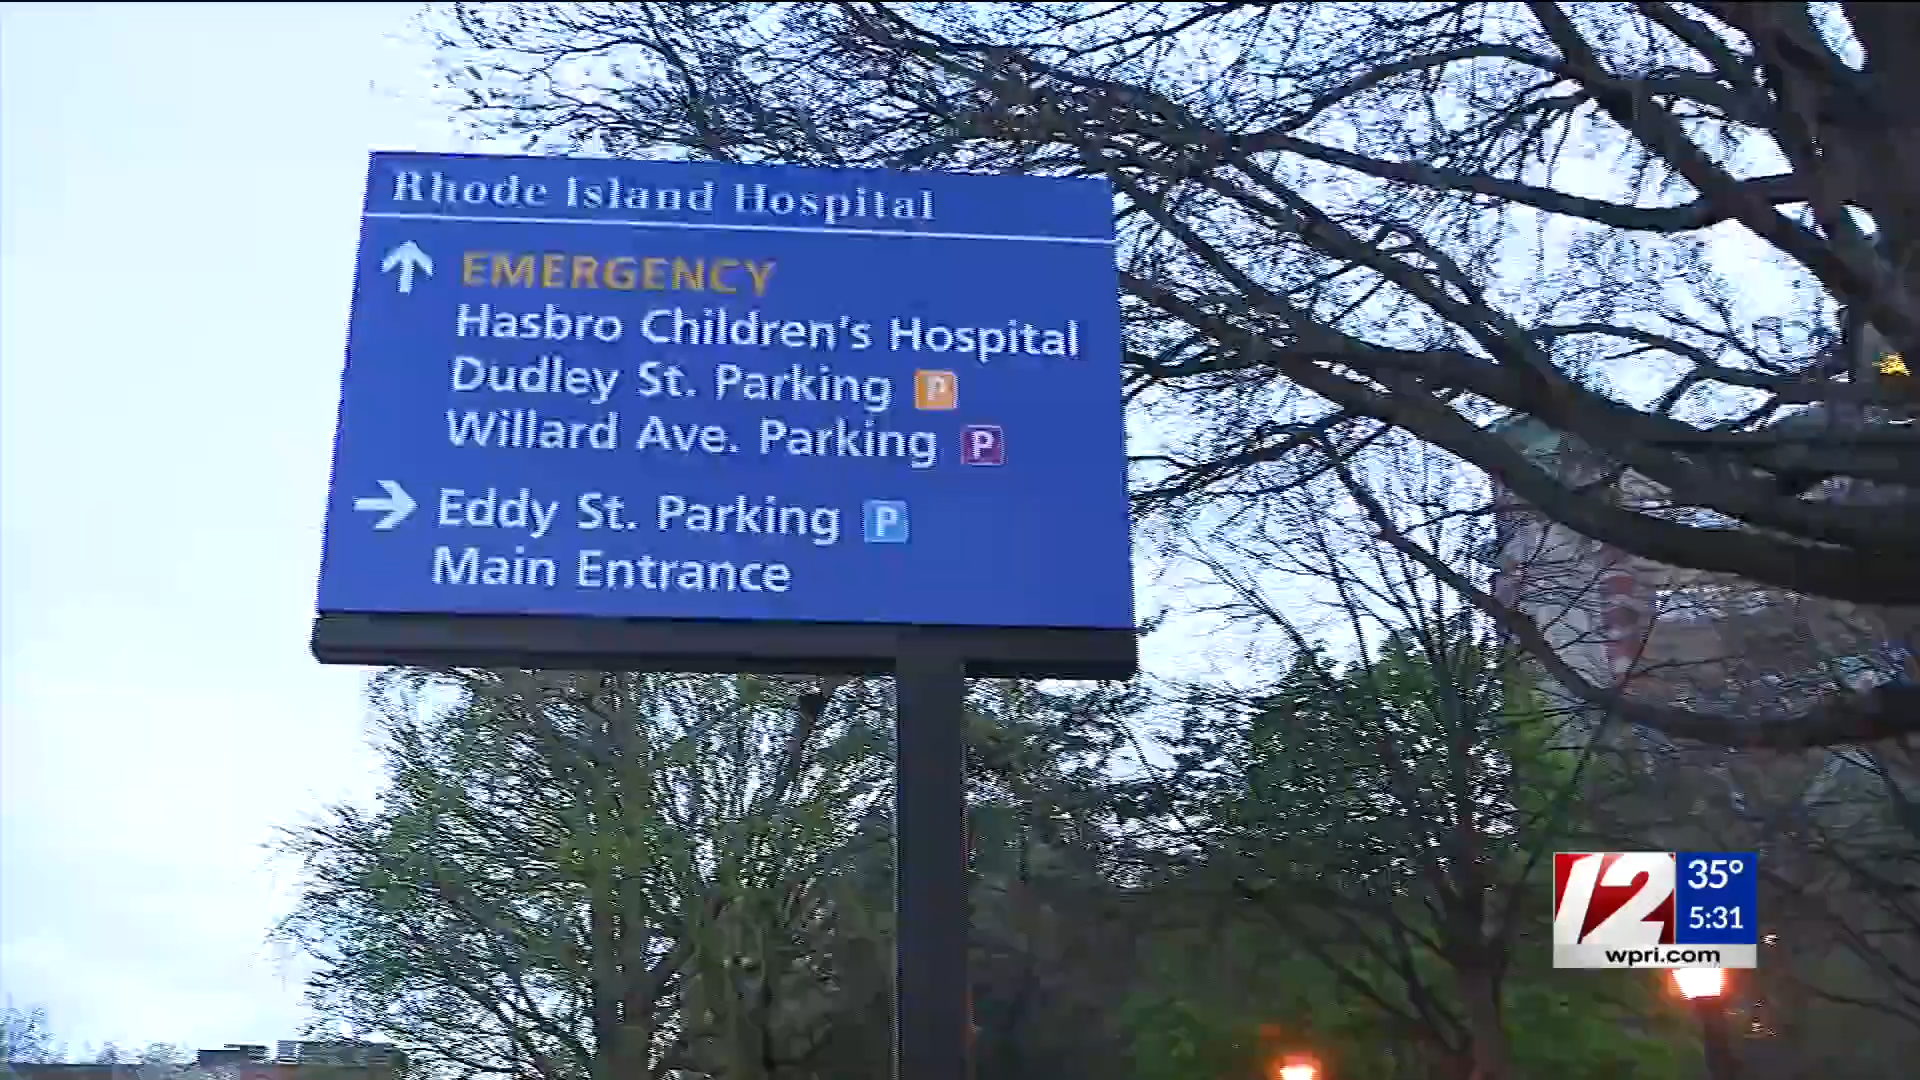 Rhode Island Hospital
EMERGENCY
Hasbro Children's Hospital
Dudley St. Parking P
Willard Ave. Parking P
Eddy St. Parking P
Main Entrance
12 35°
5:31
wpri.com